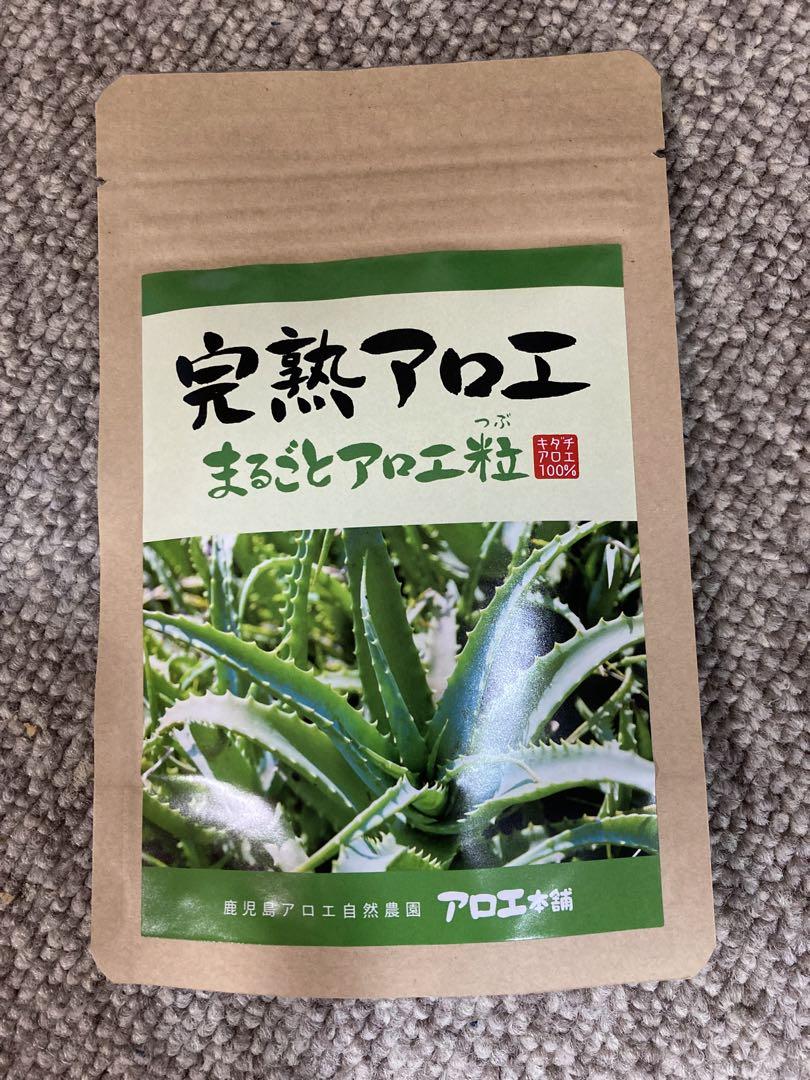 完熟アロエ
つぶ
まるごとアロエ粒
キダチ
アロエ
100%
鹿児島アロエ自然農園 アロエ本舗